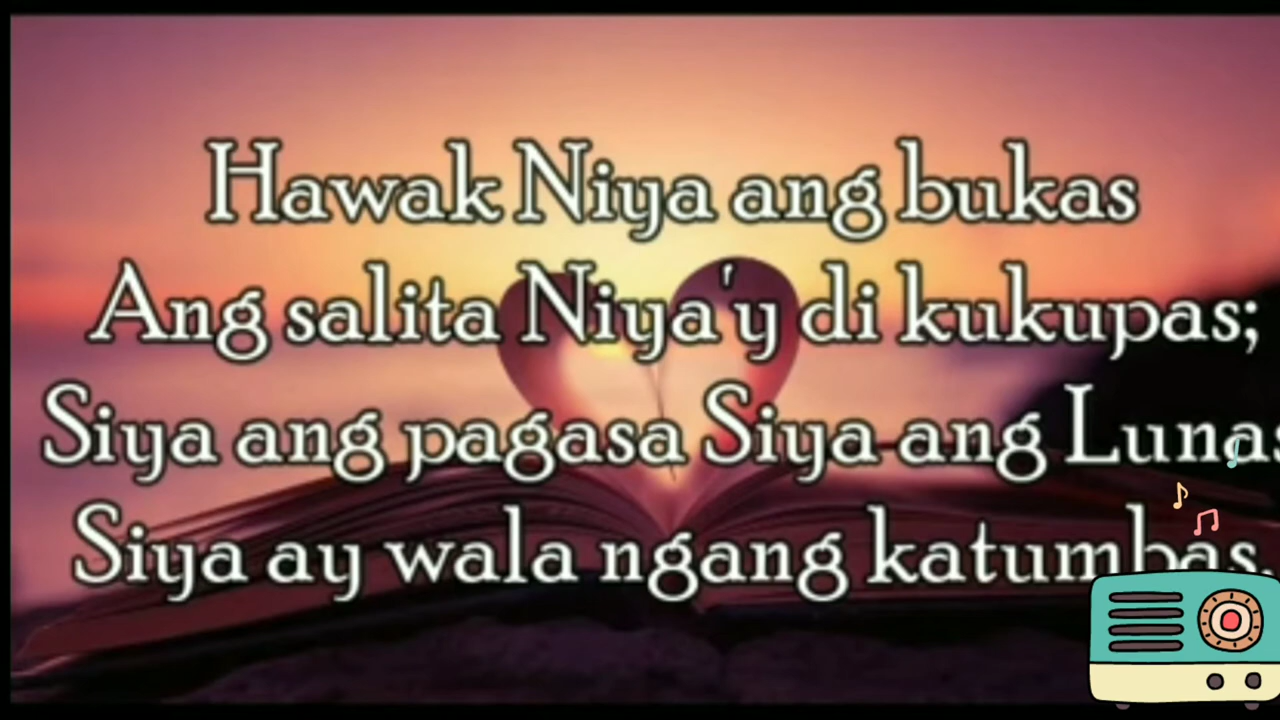 Hawak Niya ang bukas
Ang salita Niya'y di kukupas;
Siya ang pagasa Siya ang Lunas
Siya ay wala ngang katumbas.